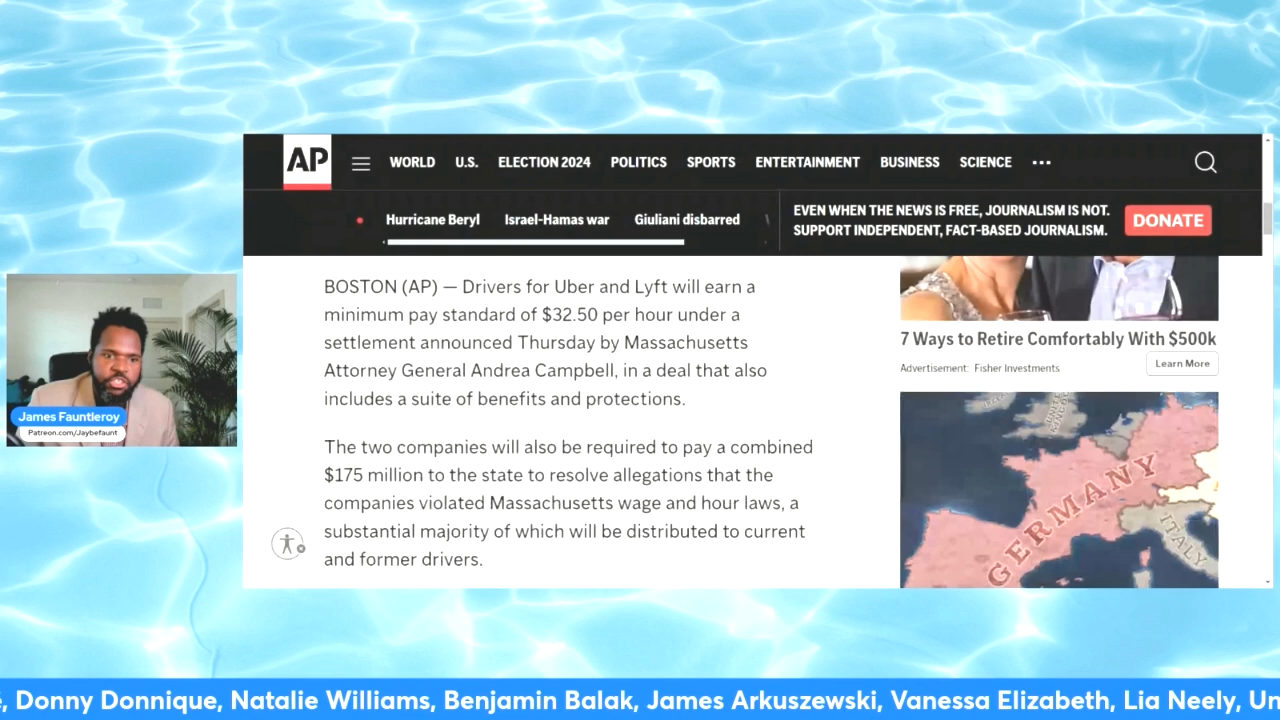 AP
WORLD U.S. ELECTION 2024 POLITICS SPORTS ENTERTAINMENT BUSINESS SCIENCE
Hurricane Beryl Israel-Hamas war Giuliani disbarred
EVEN WHEN THE NEWS IS FREE, JOURNALISM IS NOT.
SUPPORT INDEPENDENT, FACT-BASED JOURNALISM.
DONATE
BOSTON (AP) — Drivers for Uber and Lyft will earn a
minimum pay standard of $32.50 per hour under a
settlement announced Thursday by Massachusetts
Attorney General Andrea Campbell, in a deal that also
includes a suite of benefits and protections.
The two companies will also be required to pay a combined
$175 million to the state to resolve allegations that the
companies violated Massachusetts wage and hour laws, a
substantial majority of which will be distributed to current
and former drivers.
7 Ways to Retire Comfortably With $500k
Advertisement: Fisher Investments
Learn More
GERMANY
ITALY
James Fauntleroy
Patreon.com/Jaybefaunt
, Donny Donnique, Natalie Williams, Benjamin Balak, James Arkuszewski, Vanessa Elizabeth, Lia Neely, Un